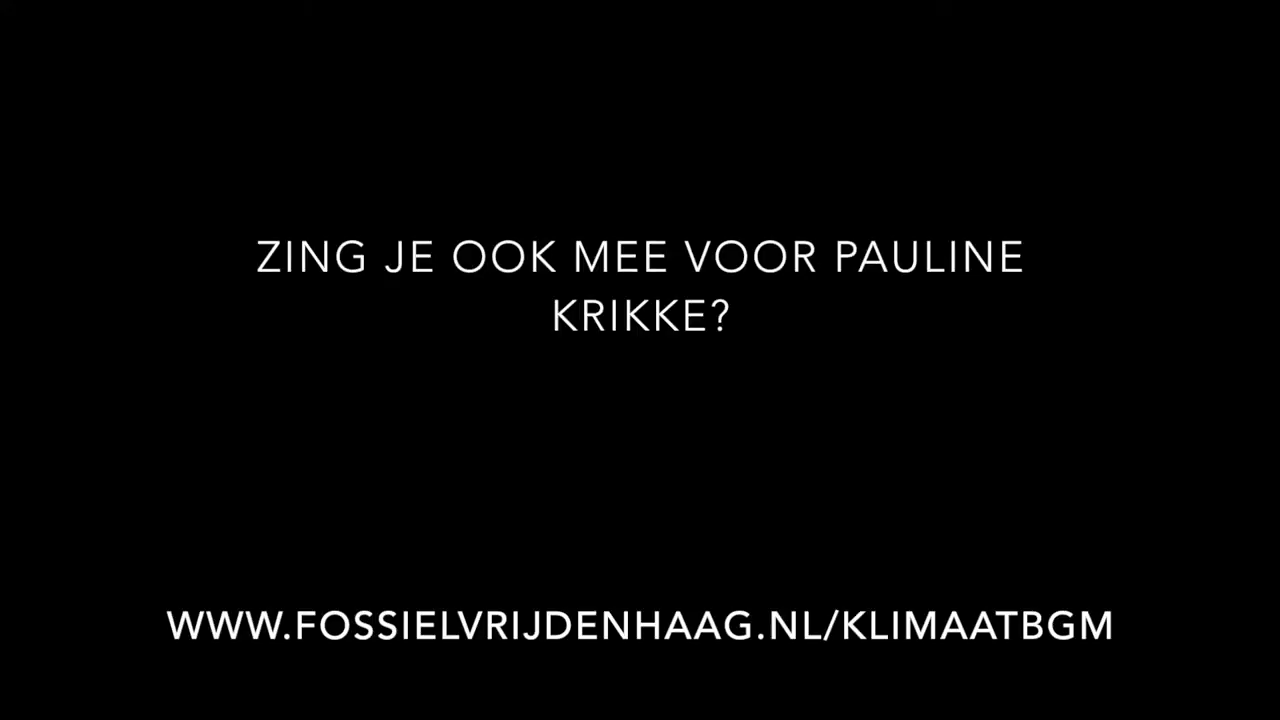 ZING JE OOK MEE VOOR PAULINE
KRIKKE?
WWW.FOSSIELVRIJDENHAAG.NL/KLIMAATBGM